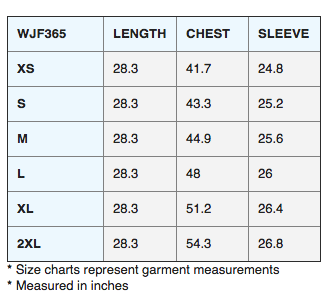 WJF365 LENGTH CHEST SLEEVE
XS 28.3 41.7 24.8
S 28.3 43.3 25.2
M 28.3 44.9 25.6
L 28.3 48 26
XL 28.3 51.2 26.4
2XL 28.3 54.3 26.8
* Size charts represent garment measurements
* Measured in inches